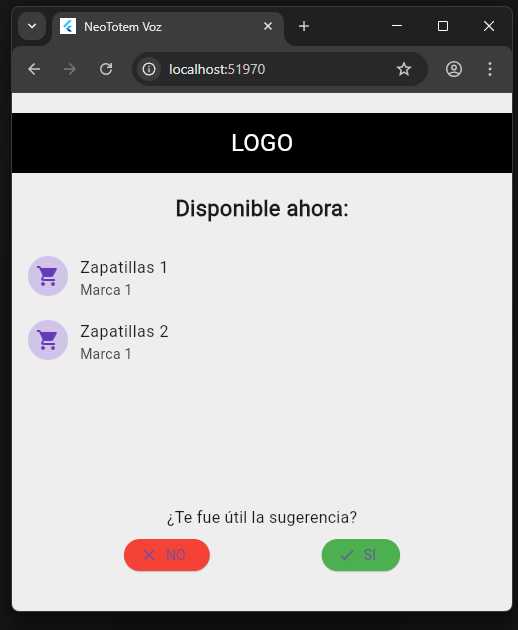 NeoTotem Voz
localhost:51970
LOGO
Disponible ahora:
Zapatillas 1
Marca 1
Zapatillas 2
Marca 1
¿Te fue útil la sugerencia?
NO SI